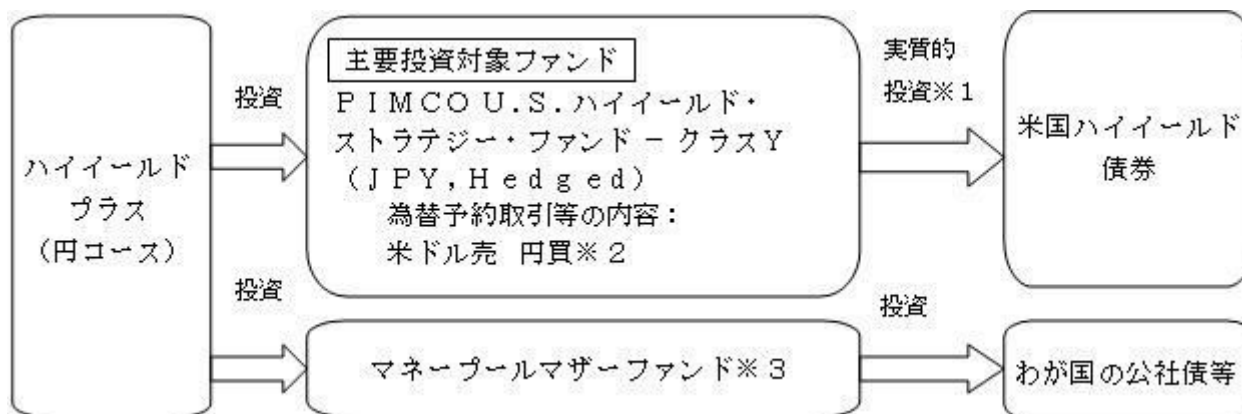 ハイイールド
プラス
（円コース）
投資
投資
主要投資対象ファンド
ＰＩＭＣＯ Ｕ.Ｓ.ハイイールド・
ストラテジー・ファンド－クラスＹ
（ＪＰＹ,Ｈｅｄｇｅｄ）
為替予約取引等の内容：
米ドル売　円買※２
マネープールマザーファンド※３
実質的
投資※１
投資
米国ハイイールド
債券
わが国の公社債等